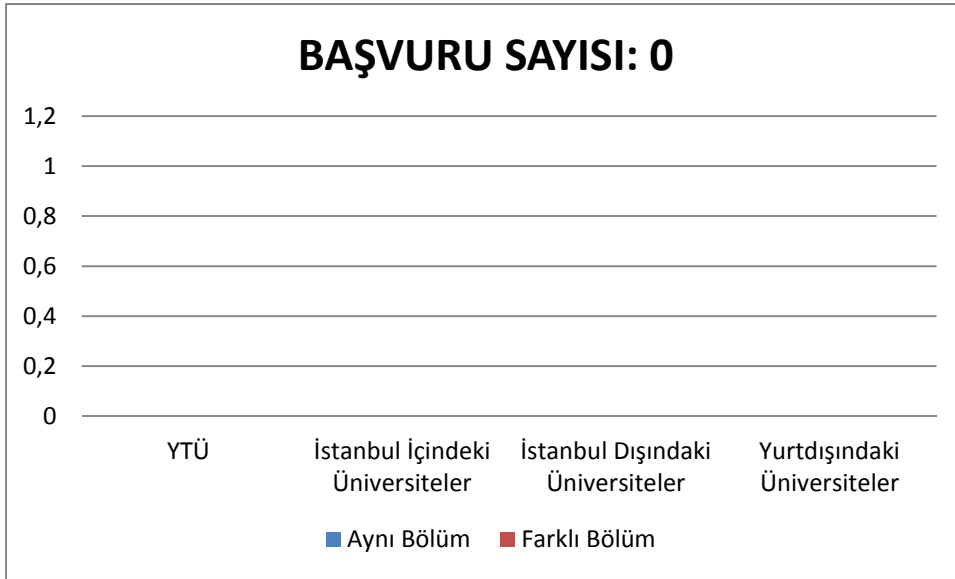 BAŞVURU SAYISI: 0
1,2
1
0,8
0,6
0,4
0,2
0
YTÜ
İstanbul İçindeki
Üniversiteler
İstanbul Dışındaki
Üniversiteler
Yurtdışındaki
Üniversiteler
Aynı Bölüm
Farklı Bölüm